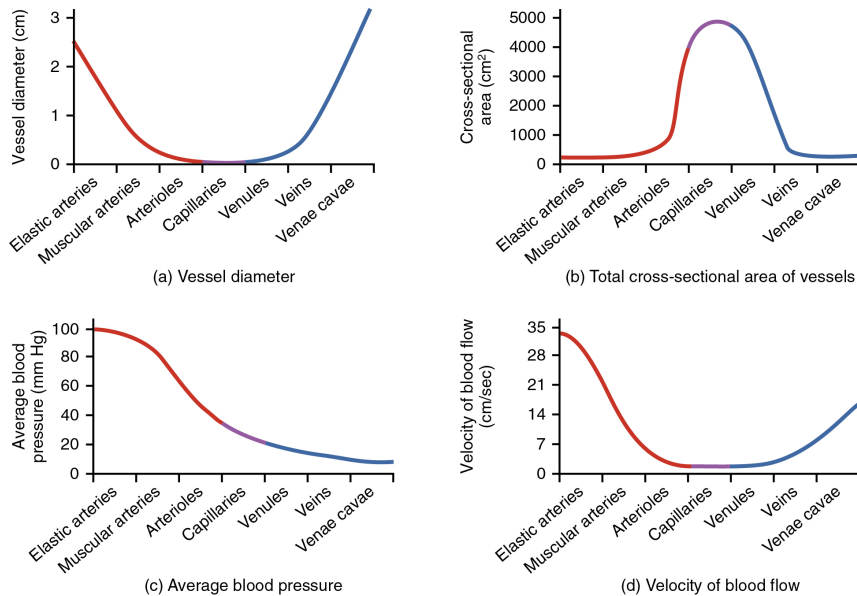 Vessel diameter (cm)
3
2
1
0
Elastic arteries
Muscular arteries
Arterioles
Capillaries
Venules
Veins
Venae cavae
(a) Vessel diameter
Cross-sectional
area (cm²)
5000
4000
3000
2000
1000
0
Elastic arteries
Muscular arteries
Arterioles
Capillaries
Venules
Veins
Venae cavae
(b) Total cross-sectional area of vessels
Average blood
pressure (mm Hg)
100
80
60
40
20
0
Elastic arteries
Muscular arteries
Arterioles
Capillaries
Venules
Veins
Venae cavae
(c) Average blood pressure
Velocity of blood flow
(cm/sec)
35
28
21
14
7
0
Elastic arteries
Muscular arteries
Arterioles
Capillaries
Venules
Veins
Venae cavae
(d) Velocity of blood flow